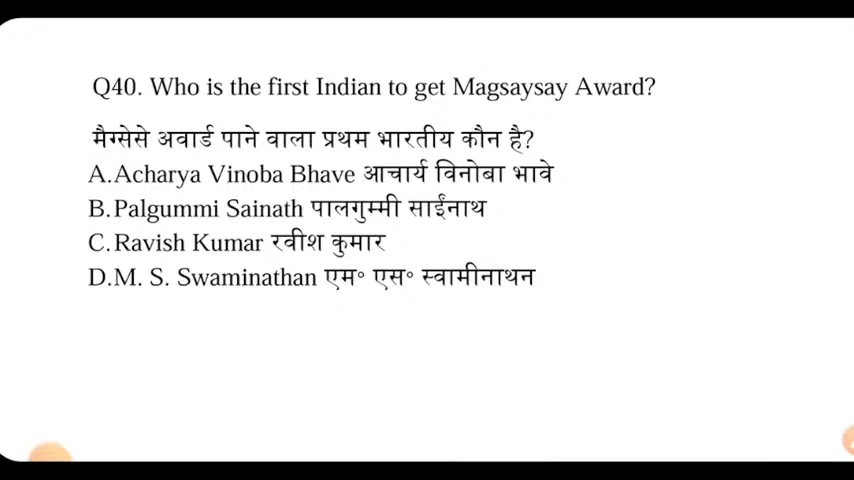 Q40. Who is the first Indian to get Magsaysay Award?
मैग्सेसे अवार्ड पाने वाला प्रथम भारतीय कौन है?
A.Acharya Vinoba Bhave आचार्य विनोबा भावे
B.Palgummi Sainath पालगुम्मी साईंनाथ
C.Ravish Kumar रवीश कुमार
D.M. S. Swaminathan एम॰ एस॰ स्वामीनाथन